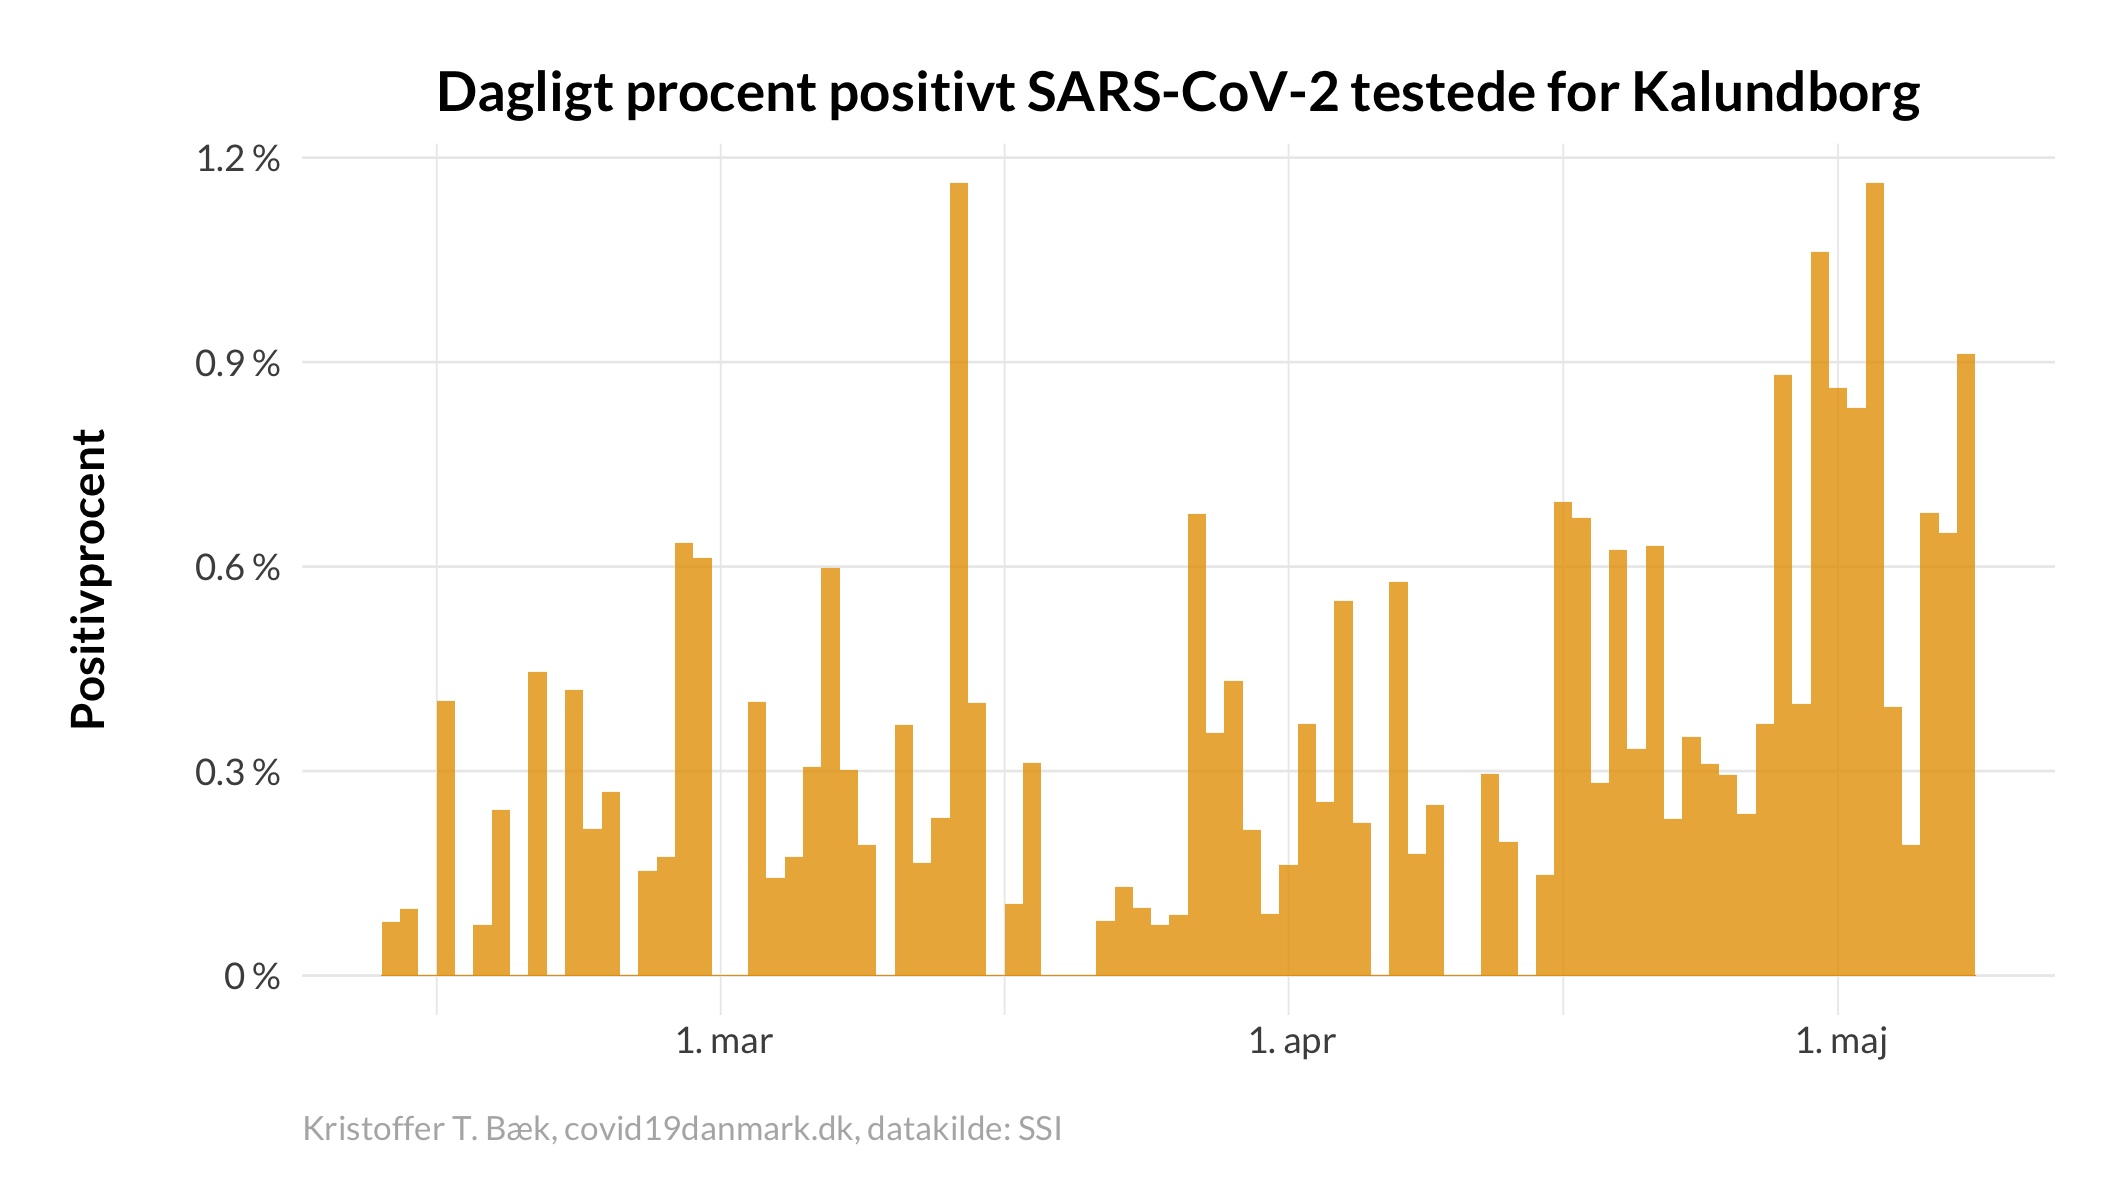 Dagligt procent positivt SARS-CoV-2 testede for Kalundborg
Positivprocent
1.2 %
0.9 %
0.6 %
0.3 %
0 %
1. mar
1. apr
1. maj
Kristoffer T. Bæk, covid19danmark.dk, datakilde: SSI